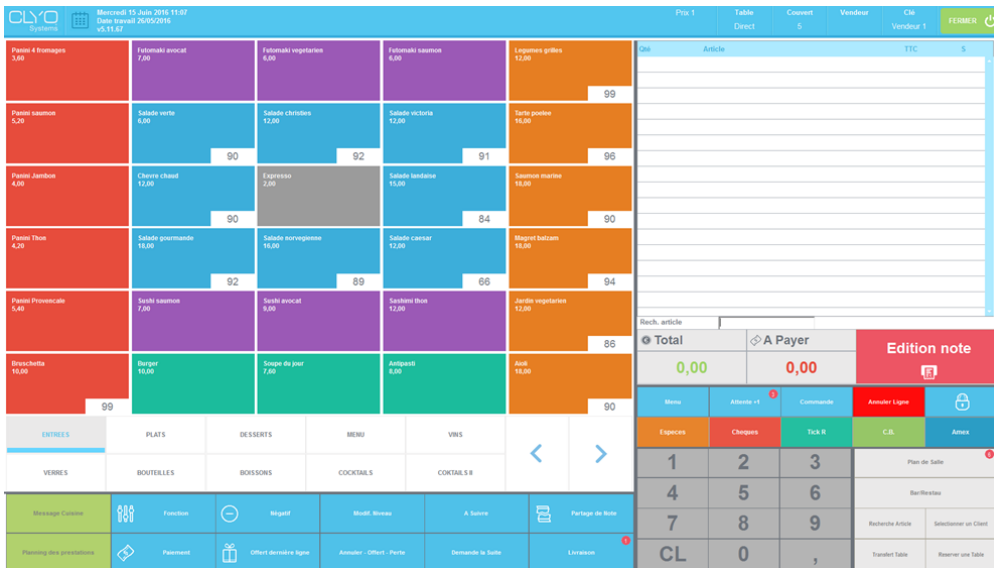 CLYO
Systems
Mercredi 15 Juin 2016 11:07
Date travail 26/05/2016
v5.11.67
Prix 1
Table
Direct
Couvert
5
Vendeur
Clé
Vendeur 1
FERMER
Panini 4 fromages
3,60
Futomaki avocat
7,00
Futomaki vegetarien
6,00
Futomaki saumon
6,00
Legumes grilles
12,00
99
Panini saumon
5,20
Salade verte
6,00
90
Salade christies
12,00
92
Salade victoria
12,00
91
Tarte poelee
16,00
96
Panini Jambon
4,00
Chevre chaud
12,00
90
Expresso
2,00
Salade landaise
15,00
84
Saumon marine
18,00
90
Panini Thon
4,20
Salade gourmande
18,00
92
Salade norvegienne
16,00
89
Salade caesar
12,00
66
Magret balzam
18,00
94
Panini Provencale
5,40
Sushi saumon
7,00
Sushi avocat
9,00
Sashimi thon
12,00
Jardin vegetarien
12,00
86
Bruschetta
10,00
99
Burger
10,00
Soupe du jour
7,60
Antipasti
8,00
Aioli
18,00
90
ENTREES
PLATS
DESSERTS
MENU
VINS
VERRES
BOUTEILLES
BOISSONS
COCKTAILS
COKTAILS II
Message Cuisine
Fonction
Négatif
Modif. Niveau
A Suivre
Partage de Note
Planning des prestations
Paiement
Offert dernière ligne
Annuler - Offert - Perte
Demande la Suite
Livraison
1
Qté
Article
TTC
S
Rech. article
Total
A Payer
0,00
0,00
Edition note
Menu
Attente +1
Commande
Annuler Ligne
Especes
Cheques
Tick R
C.B.
Amex
1
2
3
4
5
6
7
8
9
CL
0
,
Plan de Salle
Bar/Restau
Recherche Article
Selectionner un Client
Transfert Table
Reserver une Table